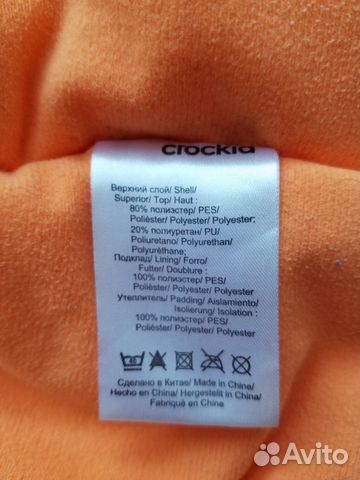 crockid
Верхний слой/ Shell/
Superior/ Top/ Haut :
80% полиэстер/ PES/
Poliéster/ Polyester/ Polyester;
20% полиуретан/ PU/
Poliuretano/ Polyurethan/
Polyuréthane;
Подклад/ Lining/ Forro/
Futter/ Doublure :
100% полиэстер/ PES/
Poliéster/ Polyester/ Polyester
Утеплитель/ Padding/ Aislamiento/
Isolierung/ Isolation :
100% полиэстер/ PES/
Poliéster/ Polyester/ Polyester
40
Сделано в Китае/ Made in China/
Hecho en China/ Hergestellt in China/
Fabriqué en China
Avito